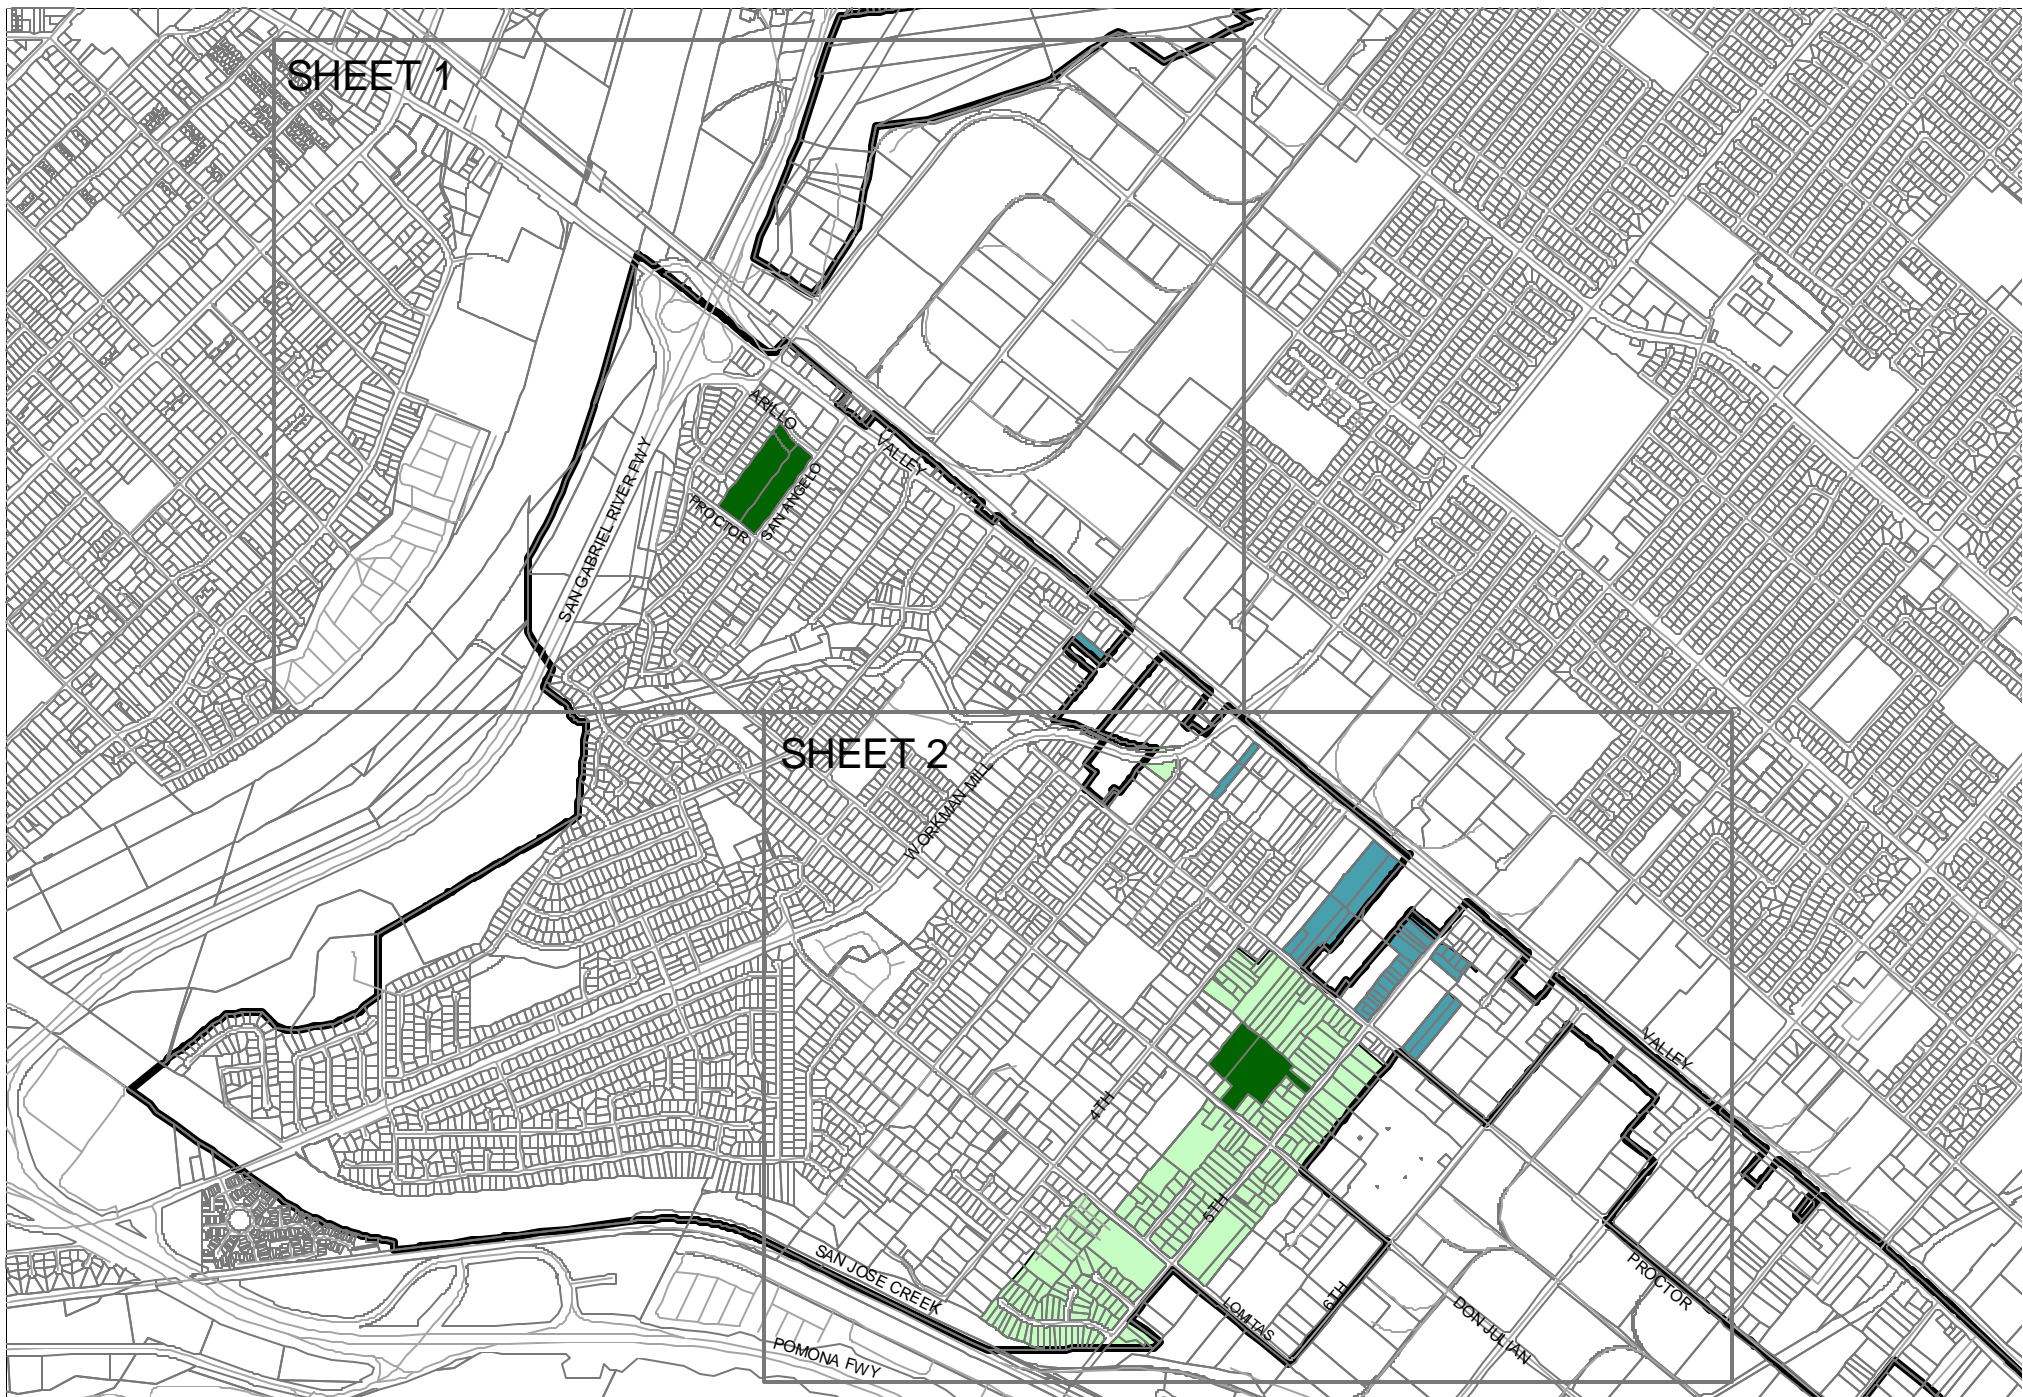 SHEET 1
ARILLO
VALLEY
SAN GABRIEL RIVER FWY
PROCTOR
SAN ANGELO
SHEET 2
WORKMAN MILL
VALLEY
4TH
5TH
SAN JOSE CREEK
6TH
LOMITAS
PROCTOR
DON JULIAN
POMONA FWY